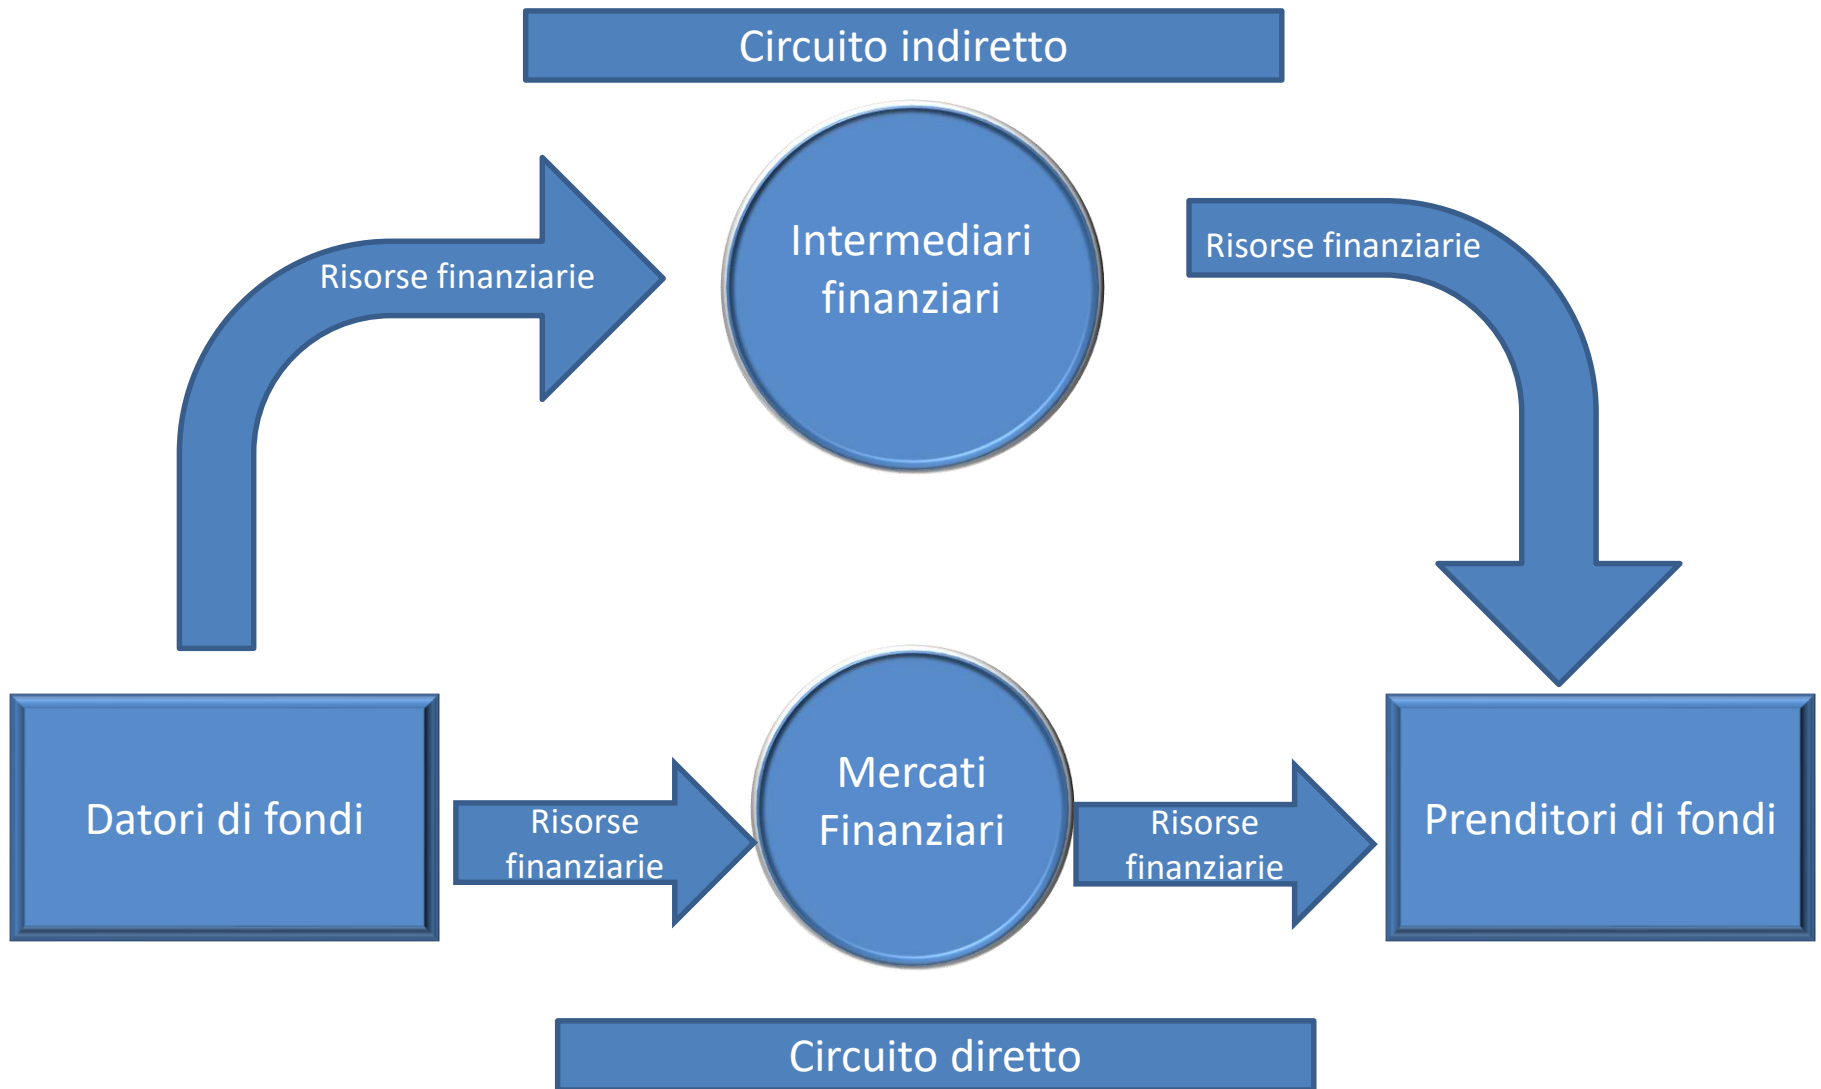 Circuito indiretto
Intermediari
finanziari
Risorse finanziarie
Risorse finanziarie
Datori di fondi
Risorse
finanziarie
Mercati
Finanziari
Risorse
finanziarie
Prenditori di fondi
Circuito diretto